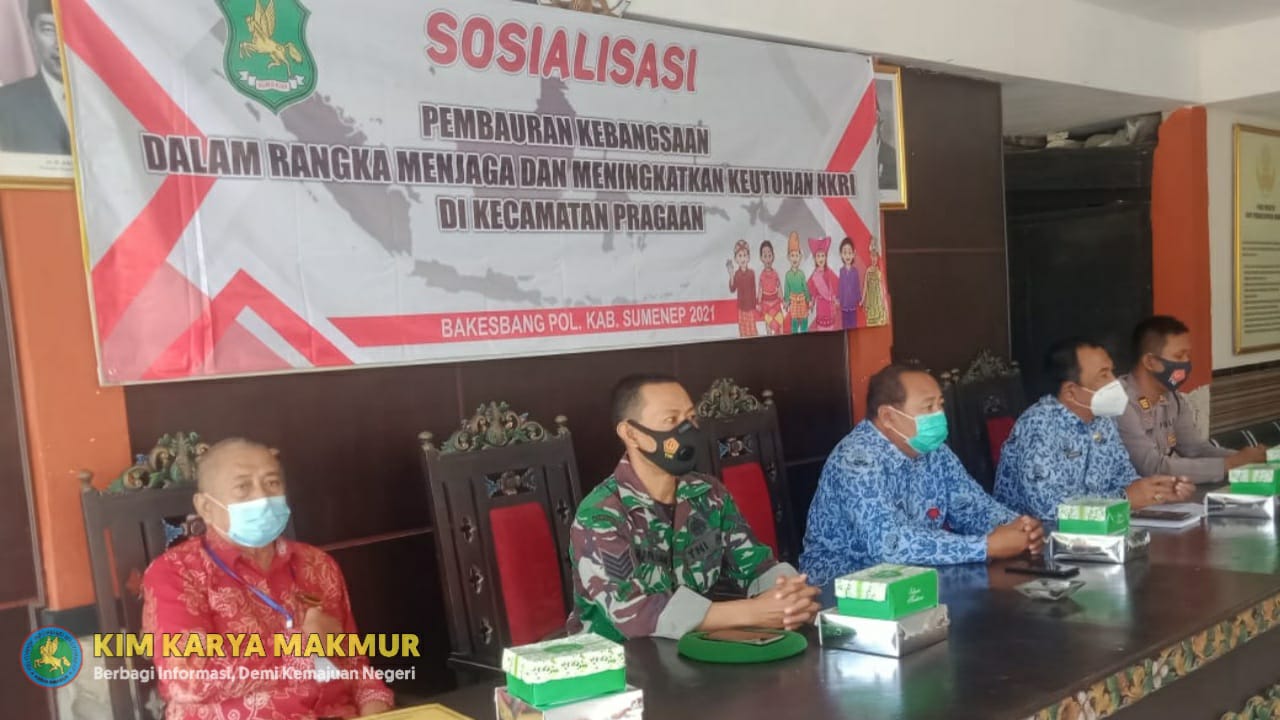 SOSIALISASI
PEMBAURAN KEBANGSAAN
DALAM RANGKA MENJAGA DAN MENINGKATKAN KEUTUHAN NKRI
DI KECAMATAN PRAGAAN
BAKESBANG POL. KAB. SUMENEP 2021
TNI
KIM KARYA MAKMUR
Berbagi Informasi, Demi Kemajuan Negeri